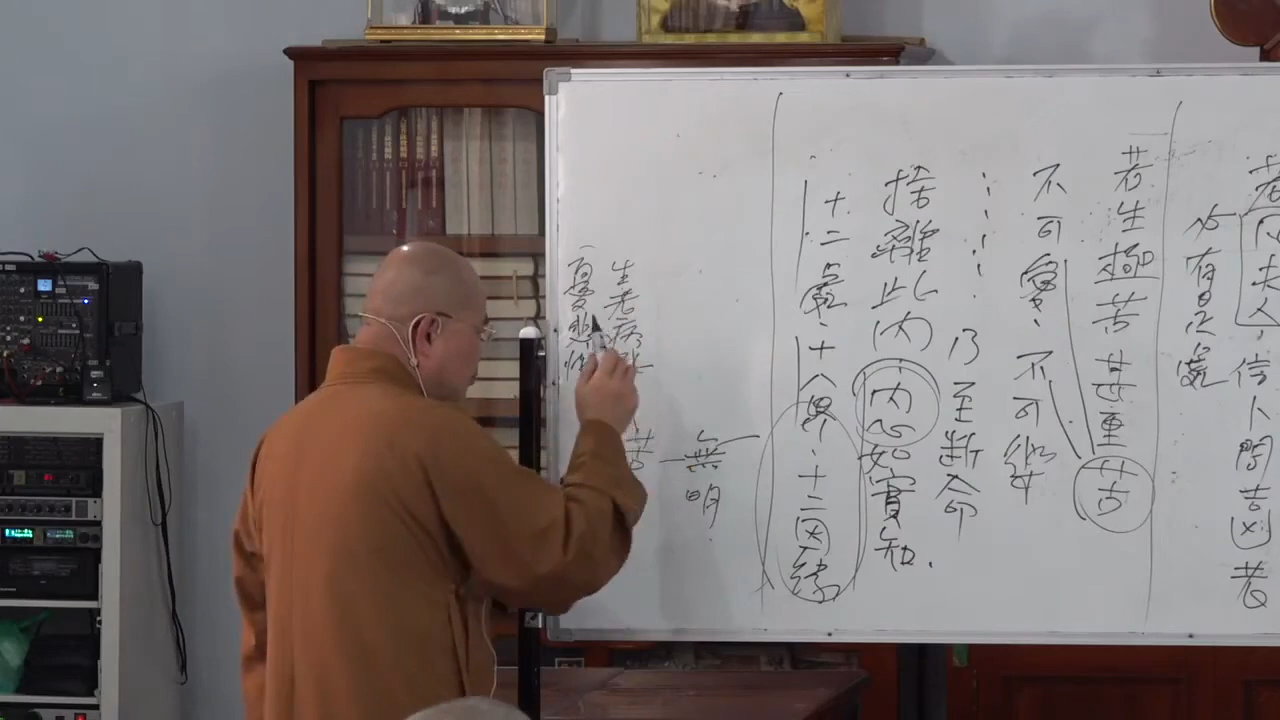 若凡夫人,信卜問吉凶者
必有是處
若生極苦甚重苦
不可愛、不可樂
乃至斷命
捨離此內、內心如實知.
十二處、十八界、十二因緣
無明
生老病死苦
(憂悲惱